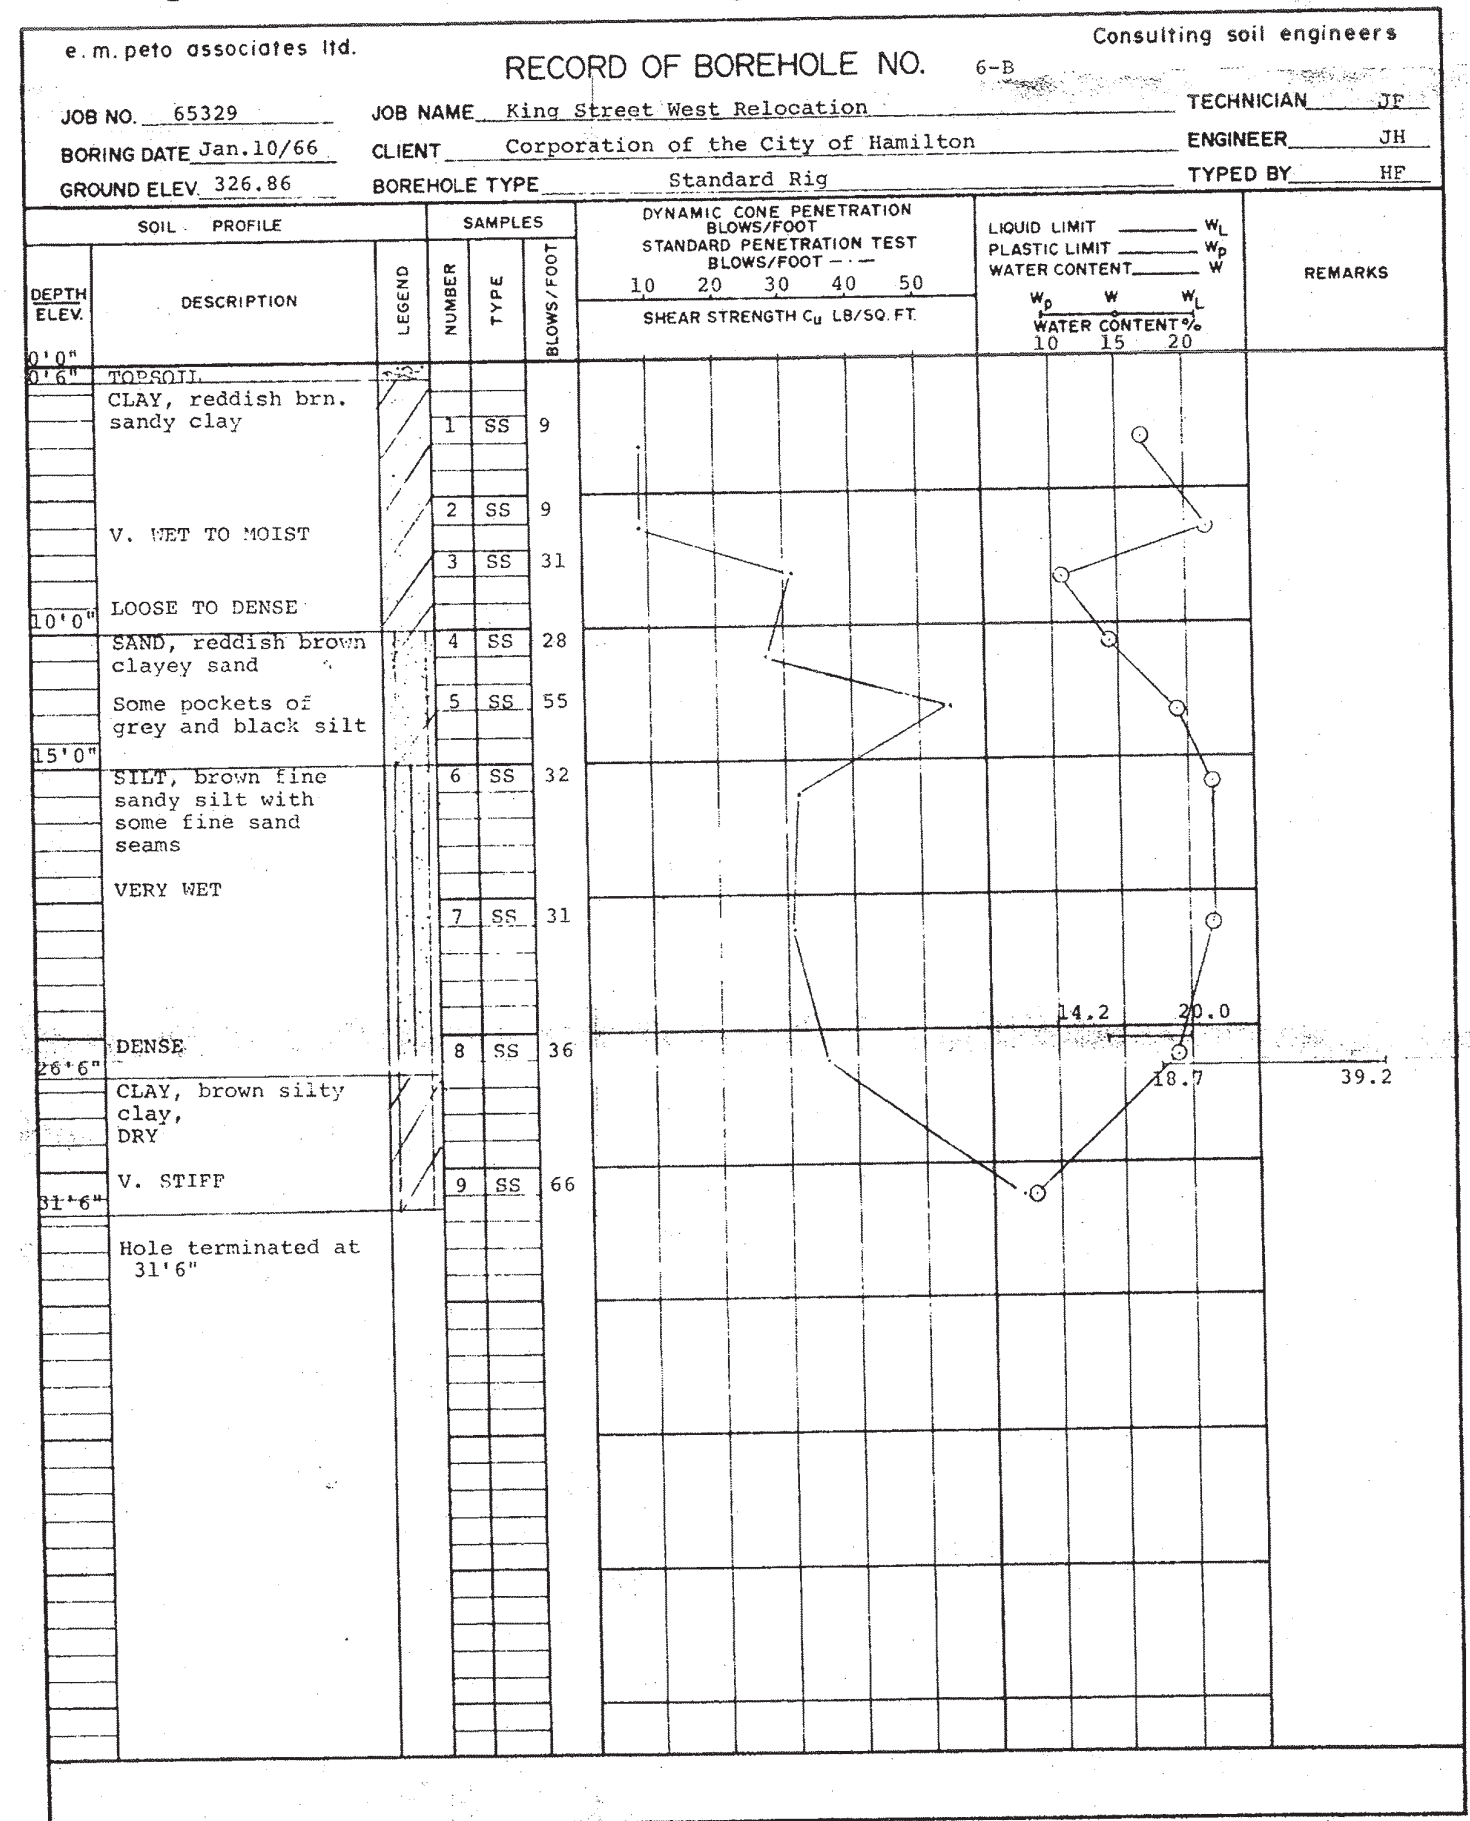 e.m.peto associates ltd.
Consulting soil engineers
RECORD OF BOREHOLE NO. 6-B
JOB NO. 65329
JOB NAME King Street West Relocation
TECHNICIAN JF
BORING DATE Jan.10/66
CLIENT Corporation of the City of Hamilton
ENGINEER JH
GROUND ELEV. 326.86
BOREHOLE TYPE Standard Rig
TYPED BY HF
SOIL PROFILE
SAMPLES
DYNAMIC CONE PENETRATION
BLOWS/FOOT
STANDARD PENETRATION TEST
BLOWS/FOOT
10 20 30 40 50
SHEAR STRENGTH Cu LB/SQ.FT.
LIQUID LIMIT WL
PLASTIC LIMIT Wp
WATER CONTENT W
Wp W WL
WATER CONTENT %
10 15 20
REMARKS
DEPTH
ELEV.
DESCRIPTION
LEGEND
NUMBER
TYPE
BLOWS/FOOT
0'0"
0'6" TOPSOIL
CLAY, reddish brn.
sandy clay
1 SS 9
2 SS 9
V. WET TO MOIST
3 SS 31
LOOSE TO DENSE
10'0"
SAND, reddish brown
4 SS 28
clayey sand
Some pockets of
5 SS 55
grey and black silt
15'0"
SILT, brown fine
6 SS 32
sandy silt with
some fine sand
seams
VERY WET
7 SS 31
14.2 20.0
DENSE
8 SS 36
26'6"
18.7 39.2
CLAY, brown silty
clay,
DRY
V. STIFF
9 SS 66
31'6"
Hole terminated at
31'6"